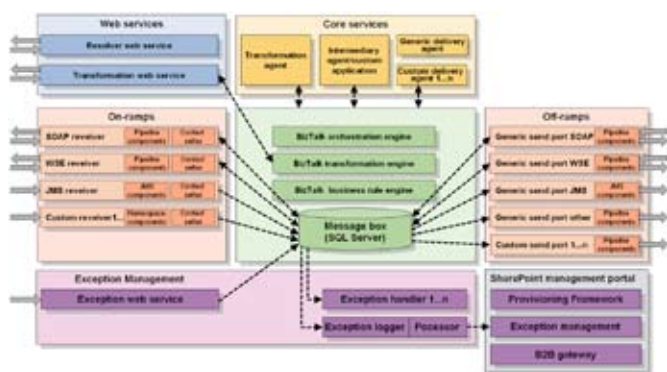 Web services
Resolver web service
Transformation web service
Core services
Transformation
agent
Intermediary
agent/custom
application
Generic delivery
agent
Custom delivery
agent 1...n
On-ramps
SOAP receiver
Pipeline
components
Context
setter
WSE receiver
Pipeline
components
Context
setter
JMS receiver
components
Context
setter
Custom receiver 1...
Namespace
components
Context
setter
BizTalk orchestration engine
BizTalk transformation engine
BizTalk business rule engine
Message box
(SQL Server)
Off-ramps
Generic send port SOAP
Pipeline
components
Generic send port WSE
Pipeline
components
Generic send port JMS
components
Generic send port other
Pipeline
components
Custom send port 1...n
Pipeline
components
Exception Management
Exception web service
Exception handler 1...n
Exception logger
Pocessor
SharePoint management portal
Provisioning Framework
Exception management
B2B gateway